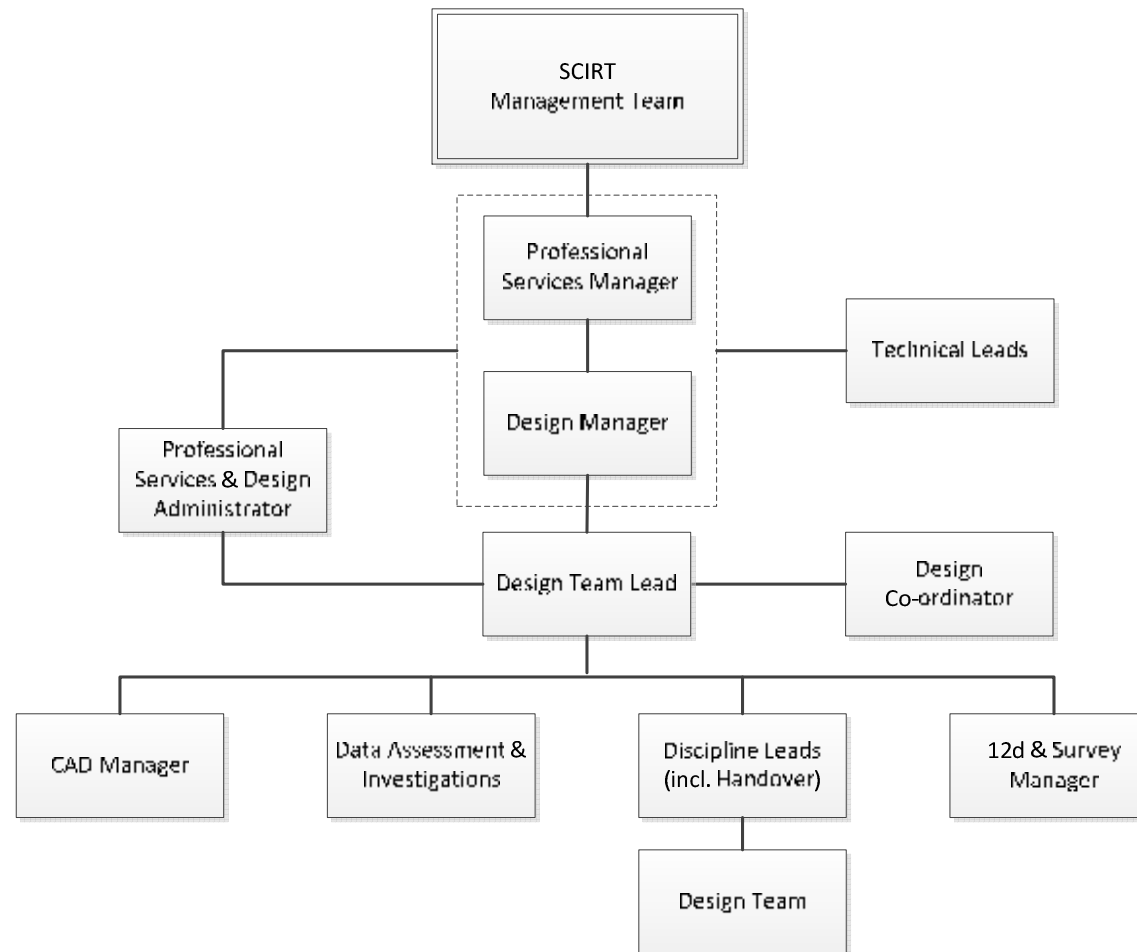 SCIRT
Management Team
Professional
Services Manager
Technical Leads
Design Manager
Professional
Services & Design
Administrator
Design Team Lead
Design
Co-ordinator
CAD Manager
Data Assessment &
Investigations
Discipline Leads
(incl. Handover)
12d & Survey
Manager
Design Team